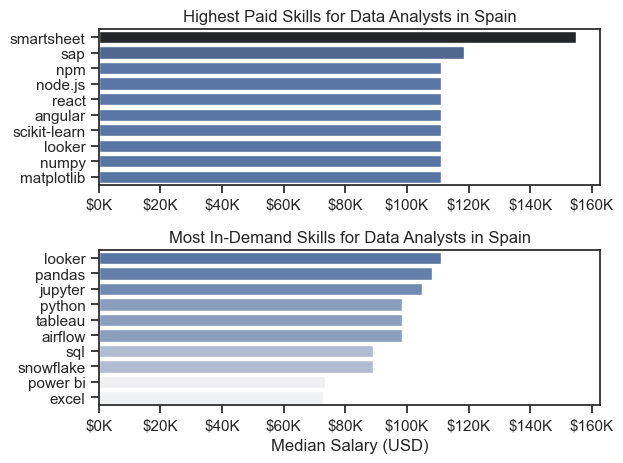 Highest Paid Skills for Data Analysts in Spain
smartsheet
sap
npm
node.js
react
angular
scikit-learn
looker
numpy
matplotlib
$0K $20K $40K $60K $80K $100K $120K $140K $160K
Most In-Demand Skills for Data Analysts in Spain
looker
pandas
jupyter
python
tableau
airflow
sql
snowflake
power bi
excel
$0K $20K $40K $60K $80K $100K $120K $140K $160K
Median Salary (USD)